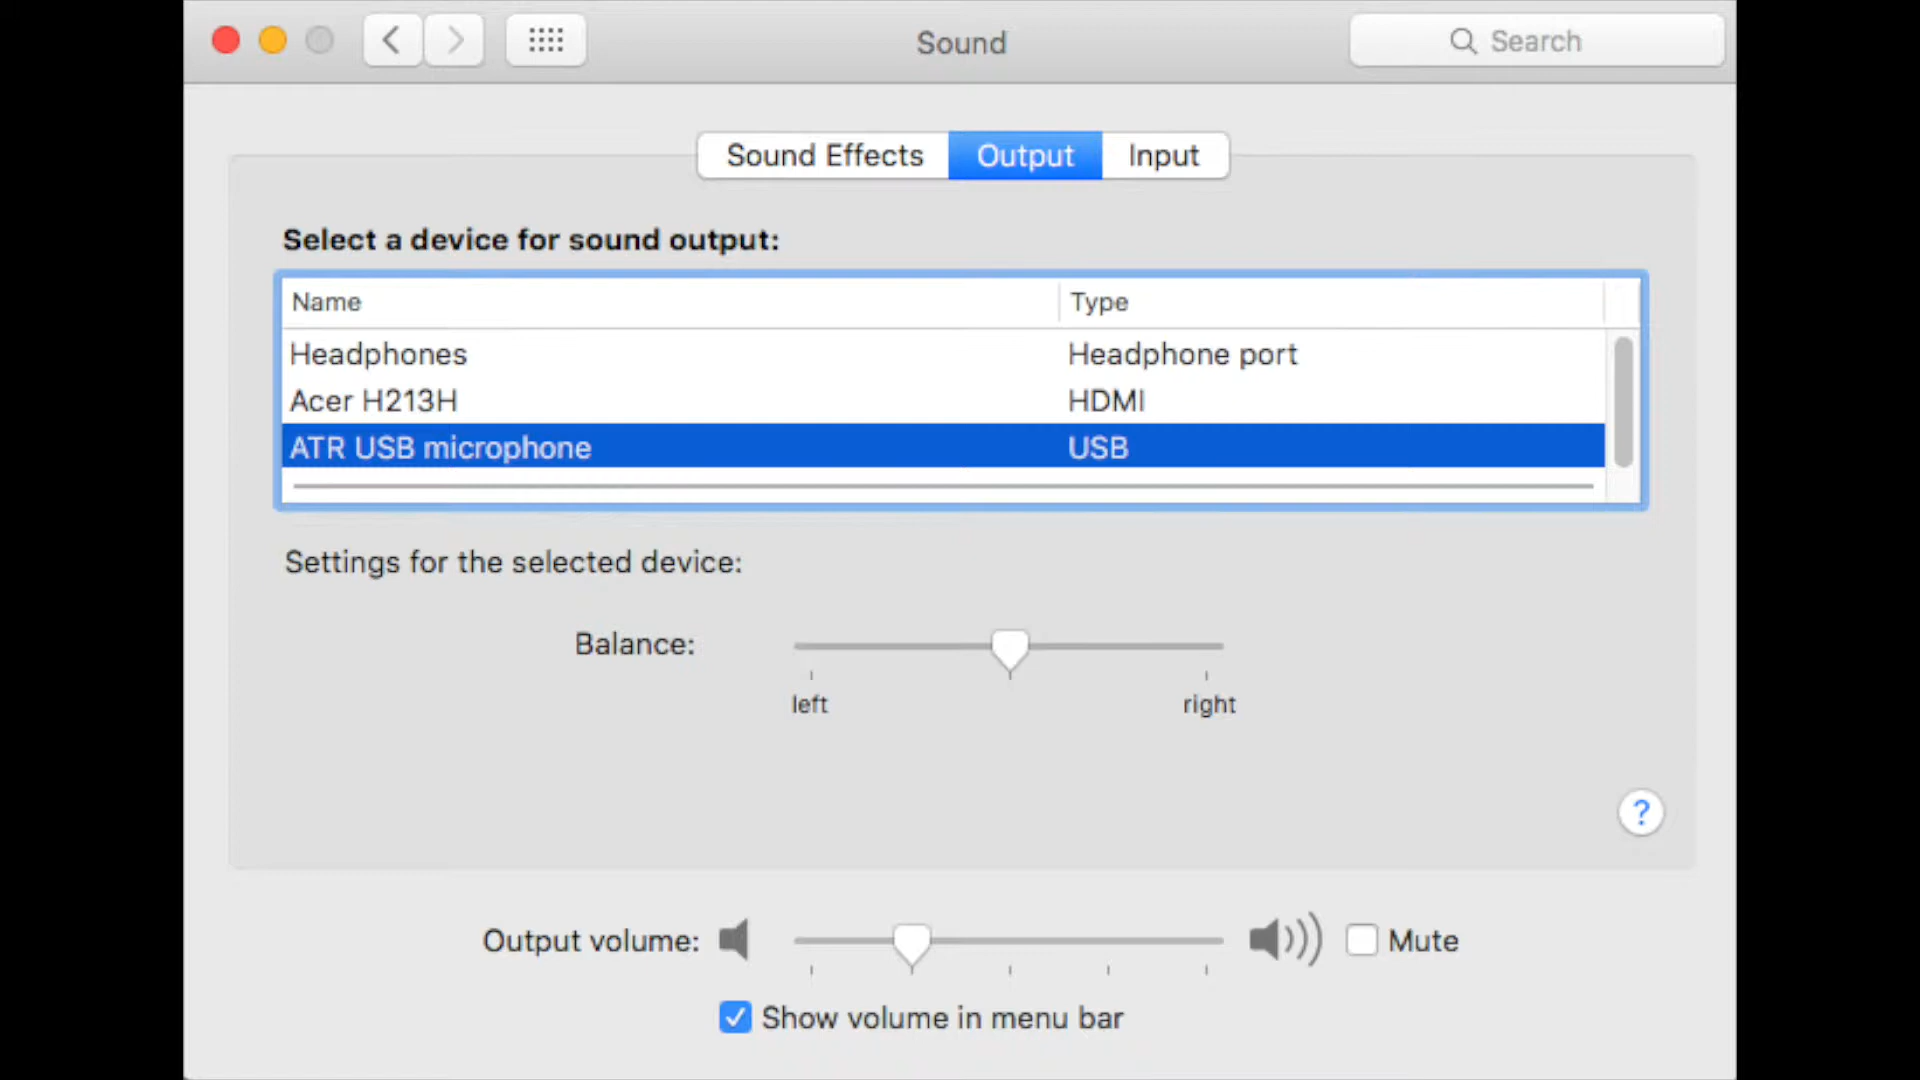 Sound
Search
Sound Effects Output Input
Select a device for sound output:
Name Type
Headphones Headphone port
Acer H213H HDMI
ATR USB microphone USB
Settings for the selected device:
Balance:
left right
?
Output volume: Mute
Show volume in menu bar